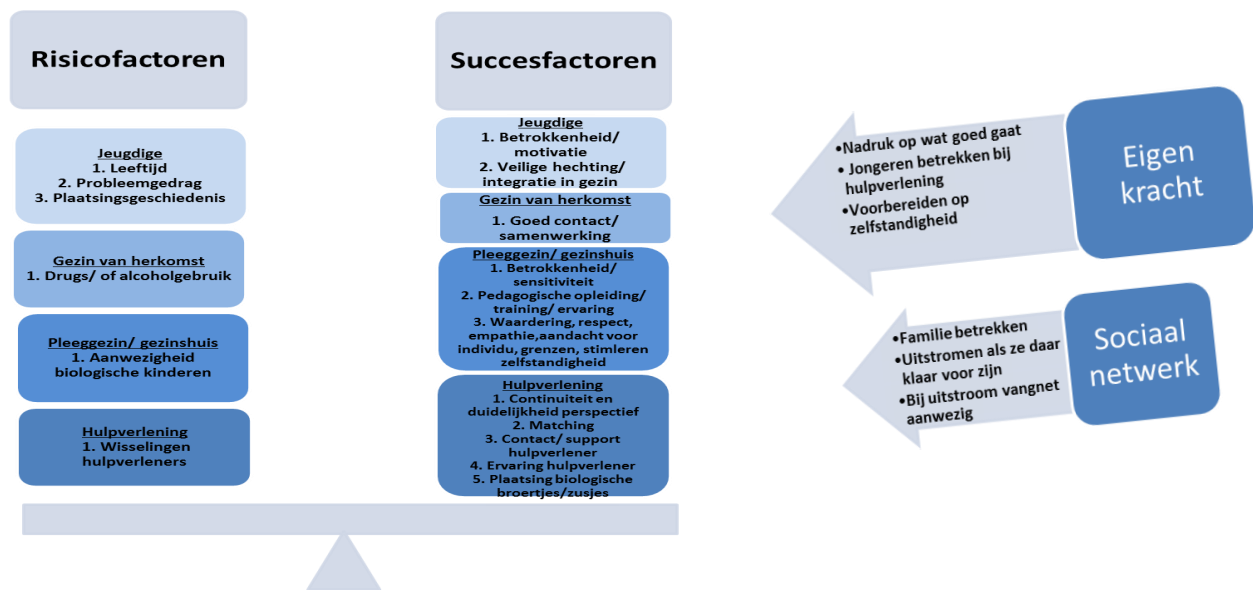 Risicofactoren
Jeugdige
1. Leeftijd
2. Probleemgedrag
3. Plaatsingsgeschiedenis
Gezin van herkomst
1. Drugs/ of alcoholgebruik
Pleeggezin/ gezinshuis
1. Aanwezigheid
biologische kinderen
Hulpverlening
1. Wisselingen
hulpverleners
Succesfactoren
Jeugdige
1. Betrokkenheid/
motivatie
2. Veilige hechting/
integratie in gezin
Gezin van herkomst
1. Goed contact/
samenwerking
Pleeggezin/ gezinshuis
1. Betrokkenheid/
sensitiviteit
2. Pedagogische opleiding/
training/ ervaring
3. Waardering, respect,
empathie,aandacht voor
individu, grenzen, stimleren
zelfstandigheid
Hulpverlening
1. Continuiteit en
duidelijkheid perspectief
2. Matching
3. Contact/ support
hulpverlener
4. Ervaring hulpverlener
5. Plaatsing biologische
broertjes/zusjes
•Nadruk op wat goed gaat
• Jongeren betrekken bij
hulpverlening
•Voorbereiden op
zelfstandigheid
Eigen
kracht
•Familie betrekken
•Uitstromen als ze daar
klaar voor zijn
•Bij uitstroom vangnet
aanwezig
Sociaal
netwerk